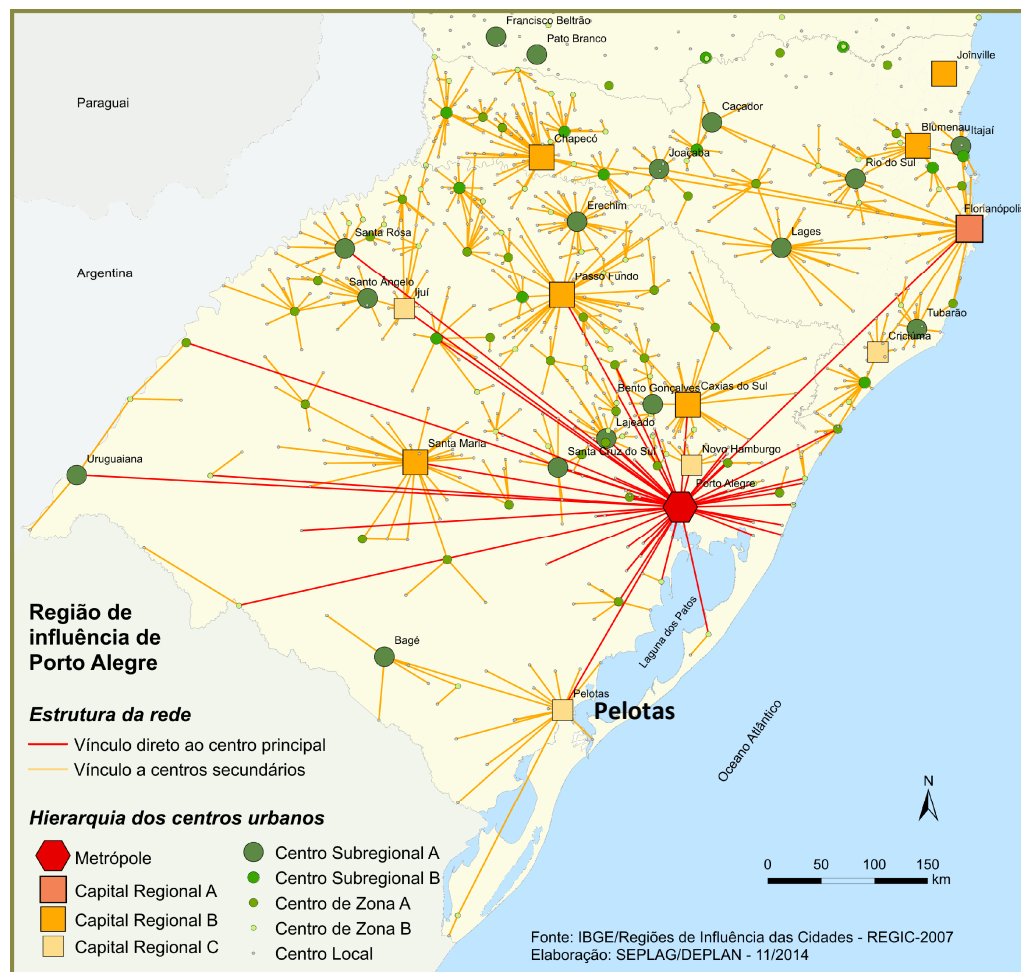 Francisco Beltrão
Pato Branco
Joinville
Paraguai
Caçador
Chapecó
Blumenau
Itajaí
Joaçaba
Rio do Sul
Erechim
Florianópolis
Santa Rosa
Lages
Argentina
Passo Fundo
Santo Ângelo
Ijuí
Tubarão
Criciúma
Bento Gonçalves
Caxias do Sul
Lajeado
Santa Maria
Novo Hamburgo
Santa Cruz do Sul
Uruguaiana
Porto Alegre
Região de
influência de
Porto Alegre
Laguna dos Patos
Bagé
Pelotas
Pelotas
Estrutura da rede
Vínculo direto ao centro principal
Vínculo a centros secundários
Oceano Atlântico
N
Hierarquia dos centros urbanos
Metrópole
Capital Regional A
Capital Regional B
Capital Regional C
Centro Subregional A
Centro Subregional B
Centro de Zona A
Centro de Zona B
Centro Local
0 50 100 150
km
Fonte: IBGE/Regiões de Influência das Cidades - REGIC-2007
Elaboração: SEPLAG/DEPLAN - 11/2014